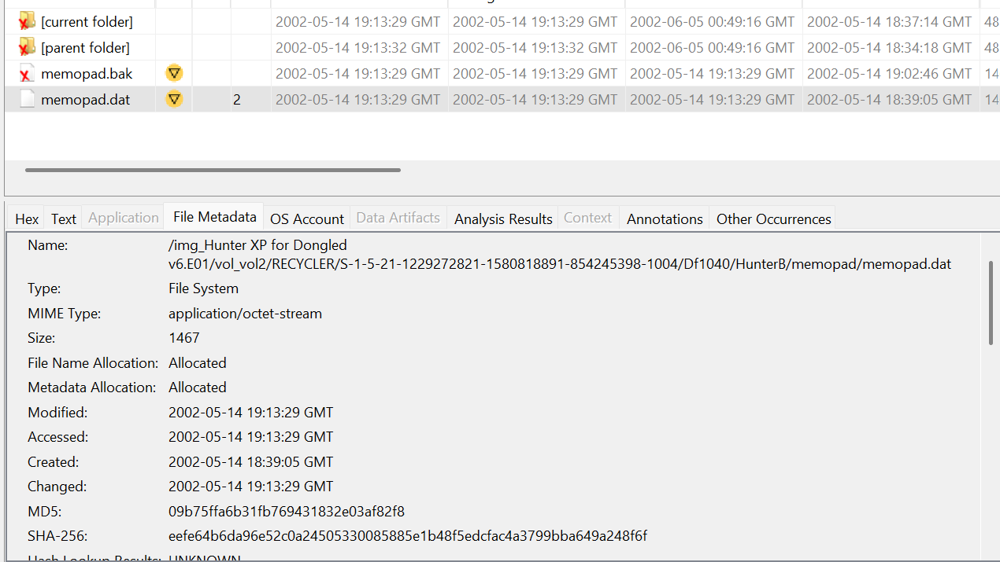 [current folder] 2002-05-14 19:13:29 GMT 2002-05-14 19:13:29 GMT 2002-06-05 00:49:16 GMT 2002-05-14 18:37:14 GMT 48
[parent folder] 2002-05-14 19:13:32 GMT 2002-05-14 19:13:32 GMT 2002-06-05 00:49:16 GMT 2002-05-14 18:34:18 GMT 48
memopad.bak 2002-05-14 19:13:29 GMT 2002-05-14 19:13:29 GMT 2002-05-14 19:13:29 GMT 2002-05-14 19:02:46 GMT 14
memopad.dat 2 2002-05-14 19:13:29 GMT 2002-05-14 19:13:29 GMT 2002-05-14 19:13:29 GMT 2002-05-14 18:39:05 GMT 14
Hex Text Application File Metadata OS Account Data Artifacts Analysis Results Context Annotations Other Occurrences
Name: /img_Hunter XP for Dongled
v6.E01/vol_vol2/RECYCLER/S-1-5-21-1229272821-1580818891-854245398-1004/Df1040/HunterB/memopad/memopad.dat
Type: File System
MIME Type: application/octet-stream
Size: 1467
File Name Allocation: Allocated
Metadata Allocation: Allocated
Modified: 2002-05-14 19:13:29 GMT
Accessed: 2002-05-14 19:13:29 GMT
Created: 2002-05-14 18:39:05 GMT
Changed: 2002-05-14 19:13:29 GMT
MD5: 09b75ffa6b31fb769431832e03af82f8
SHA-256: eefe64b6da96e52c0a24505330085885e1b48f5edcfac4a3799bba649a248f6f
Hash Lookup Results: UNKNOWN